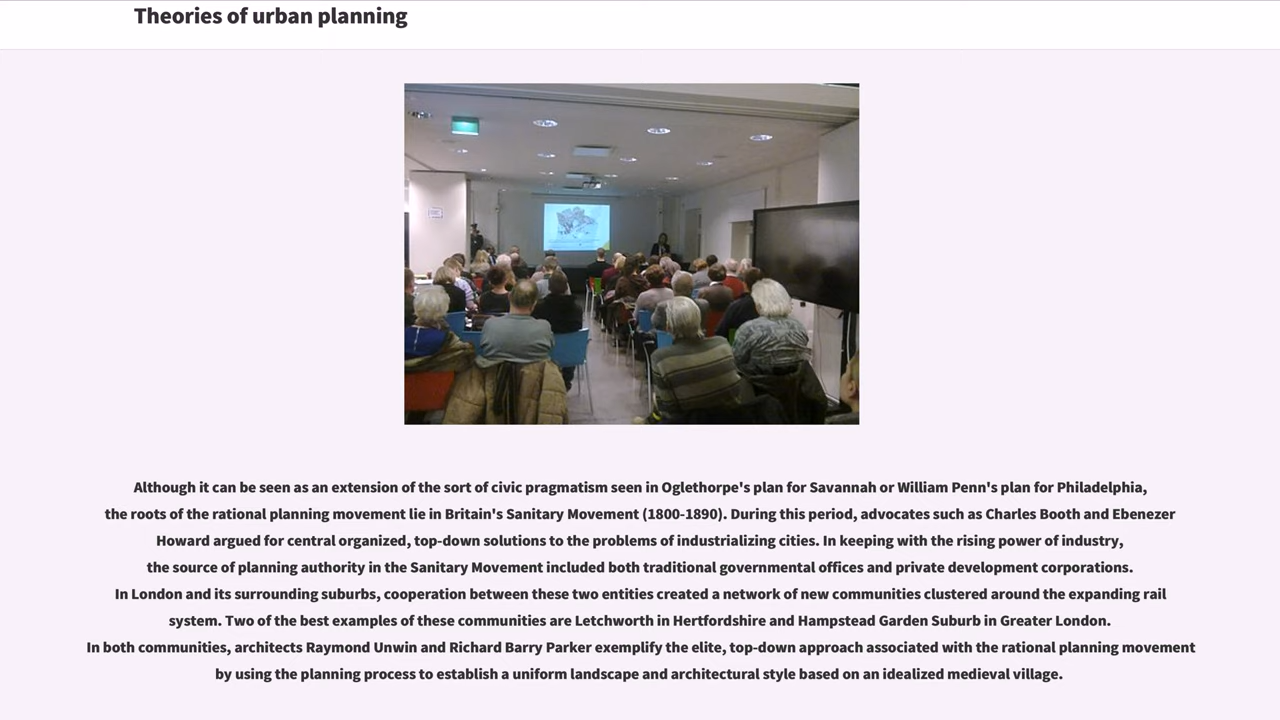 Theories of urban planning
Although it can be seen as an extension of the sort of civic pragmatism seen in Oglethorpe's plan for Savannah or William Penn's plan for Philadelphia,
the roots of the rational planning movement lie in Britain's Sanitary Movement (1800-1890). During this period, advocates such as Charles Booth and Ebenezer
Howard argued for central organized, top-down solutions to the problems of industrializing cities. In keeping with the rising power of industry,
the source of planning authority in the Sanitary Movement included both traditional governmental offices and private development corporations.
In London and its surrounding suburbs, cooperation between these two entities created a network of new communities clustered around the expanding rail
system. Two of the best examples of these communities are Letchworth in Hertfordshire and Hampstead Garden Suburb in Greater London.
In both communities, architects Raymond Unwin and Richard Barry Parker exemplify the elite, top-down approach associated with the rational planning movement
by using the planning process to establish a uniform landscape and architectural style based on an idealized medieval village.